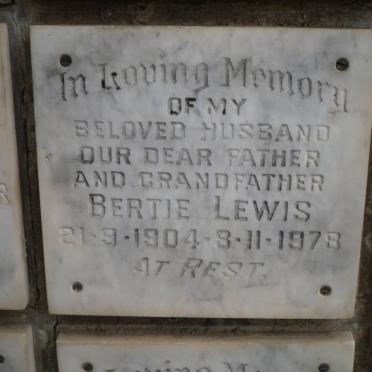 In Loving Memory
OF MY
BELOVED HUSBAND
OUR DEAR FATHER
AND GRANDFATHER
BERTIE LEWIS
21·9·1904-8·11·1978
AT REST.